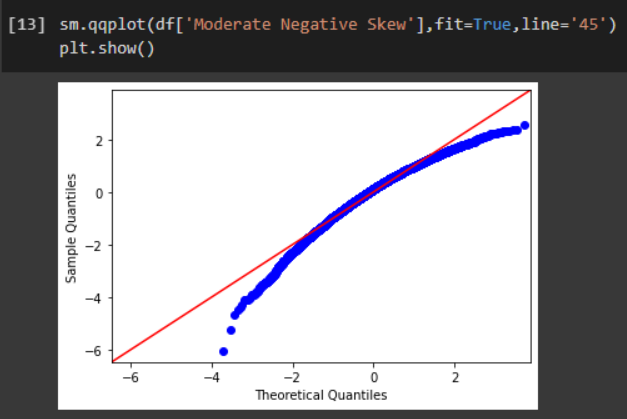 [13] sm.qqplot(df['Moderate Negative Skew'],fit=True,line='45')
plt.show()
2
0
−2
−4
−6
Sample Quantiles
−6 −4 −2 0 2
Theoretical Quantiles